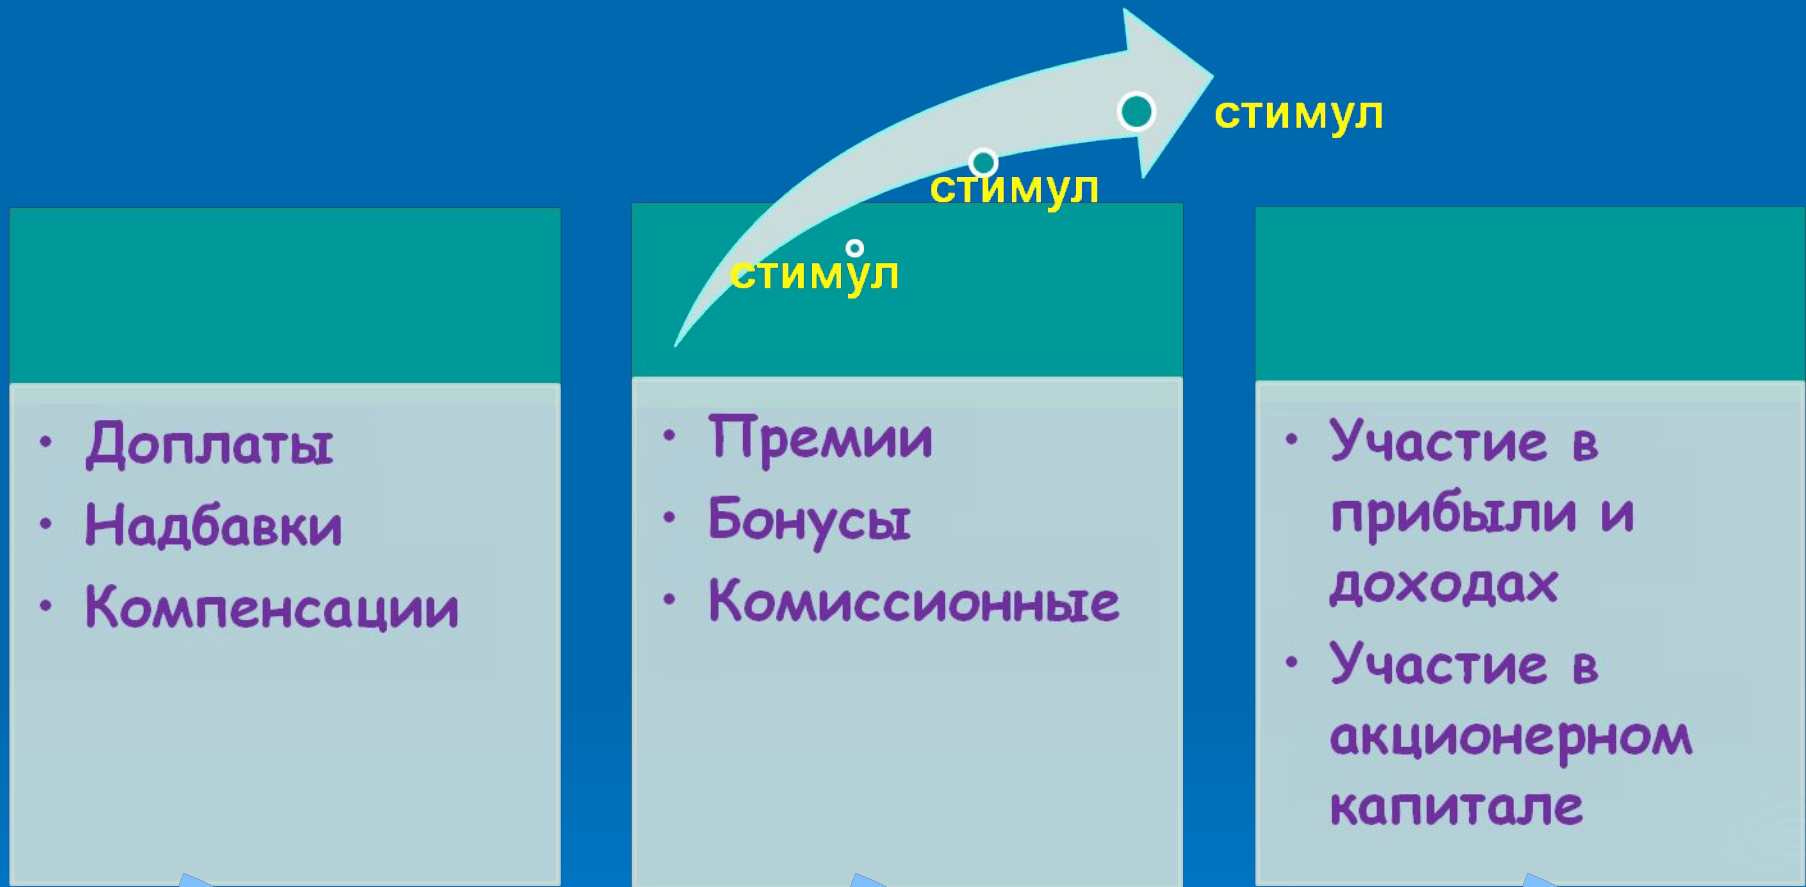 стимул
стимул
стимул
• Доплаты
• Надбавки
• Компенсации
• Премии
• Бонусы
• Комиссионные
• Участие в
прибыли и
доходах
• Участие в
акционерном
капитале